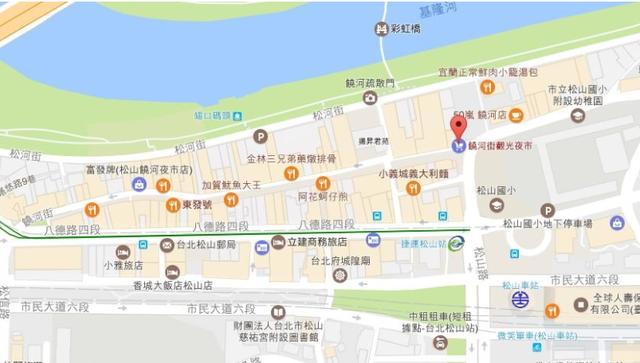 基隆河
彩虹橋
宜蘭正常鮮肉小籠湯包
饒河疏散門
市立松山國小
附設幼稚園
錫口碼頭
50嵐 饒河店
松河街
松河街
饒河街觀光夜市
金林三兄弟藥燉排骨
富發牌(松山饒河夜市店)
小義城義大利麵
加賀魷魚大王
阿花蚵仔煎
松山國小
東發號
饒河街
八德路四段
八德路四段
松山國小地下停車場
台北松山郵局
立建商務旅店
捷運松山站
小雅旅店
台北府城隍廟
松山路
香城大飯店松山店
松山車站
市民大道六段
市民大道六段
全球人壽保
有限公司(臺
松信路
財團法人台北市松山
慈祐宮附設圖書館
中租租車(短租
據點-台北松山站)
微笑單車(松山車站)